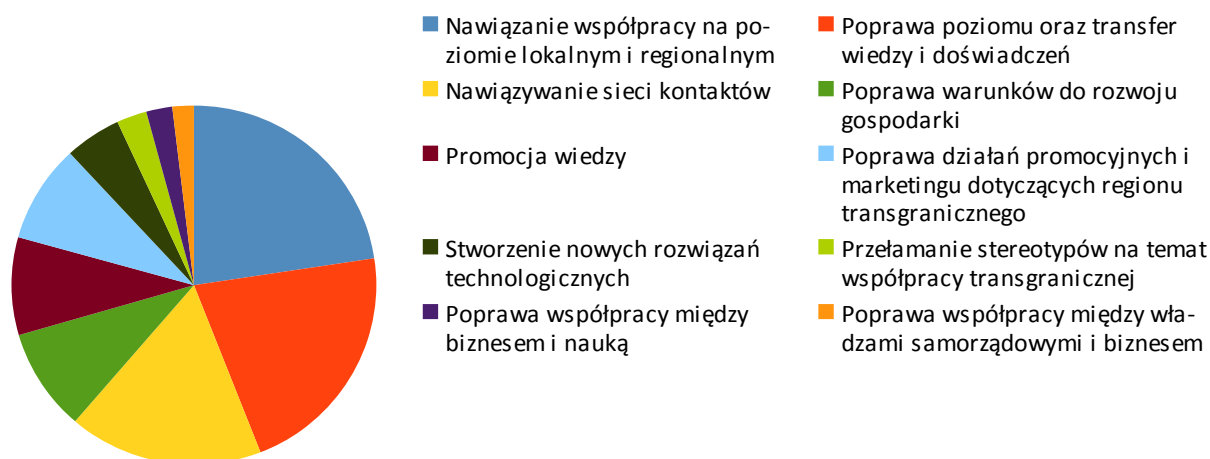 Nawiązanie współpracy na po-
ziomie lokalnym i regionalnym
Poprawa poziomu oraz transfer
wiedzy i doświadczeń
Nawiązywanie sieci kontaktów
Poprawa warunków do rozwoju
gospodarki
Promocja wiedzy
Poprawa działań promocyjnych i
marketingu dotyczących regionu
transgranicznego
Stworzenie nowych rozwiązań
technologicznych
Przełamanie stereotypów na temat
współpracy transgranicznej
Poprawa współpracy między
biznesem i nauką
Poprawa współpracy między wła-
dzami samorządowymi i biznesem